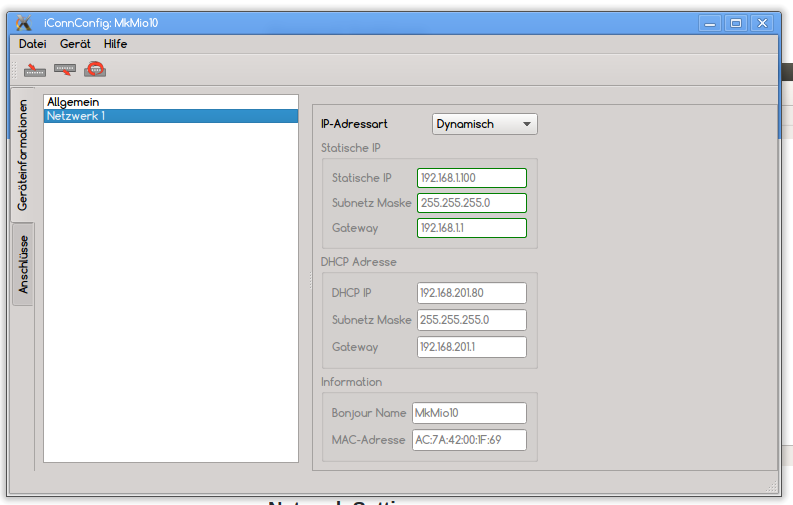 iConnConfig: MkMio10
Datei Gerät Hilfe
Geräteinformationen
Anschlüsse
Allgemein
Netzwerk 1
IP-Adressart Dynamisch
Statische IP
Statische IP 192.168.1.100
Subnetz Maske 255.255.255.0
Gateway 192.168.1.1
DHCP Adresse
DHCP IP 192.168.201.80
Subnetz Maske 255.255.255.0
Gateway 192.168.201.1
Information
Bonjour Name MkMio10
MAC-Adresse AC:7A:42:00:1F:69